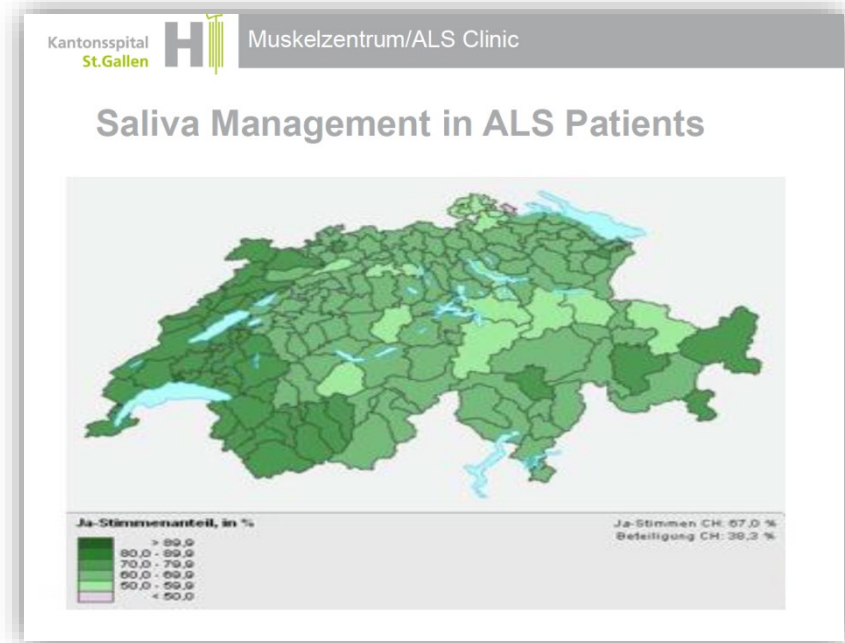 Kantonsspital
St.Gallen
Muskelzentrum/ALS Clinic
Saliva Management in ALS Patients
Ja-Stimmenanteil, in %
> 89,9
80,0 - 89,9
70,0 - 79,9
60,0 - 69,9
50,0 - 59,9
< 50,0
Ja-Stimmen CH: 67,0 %
Beteiligung CH: 38,3 %